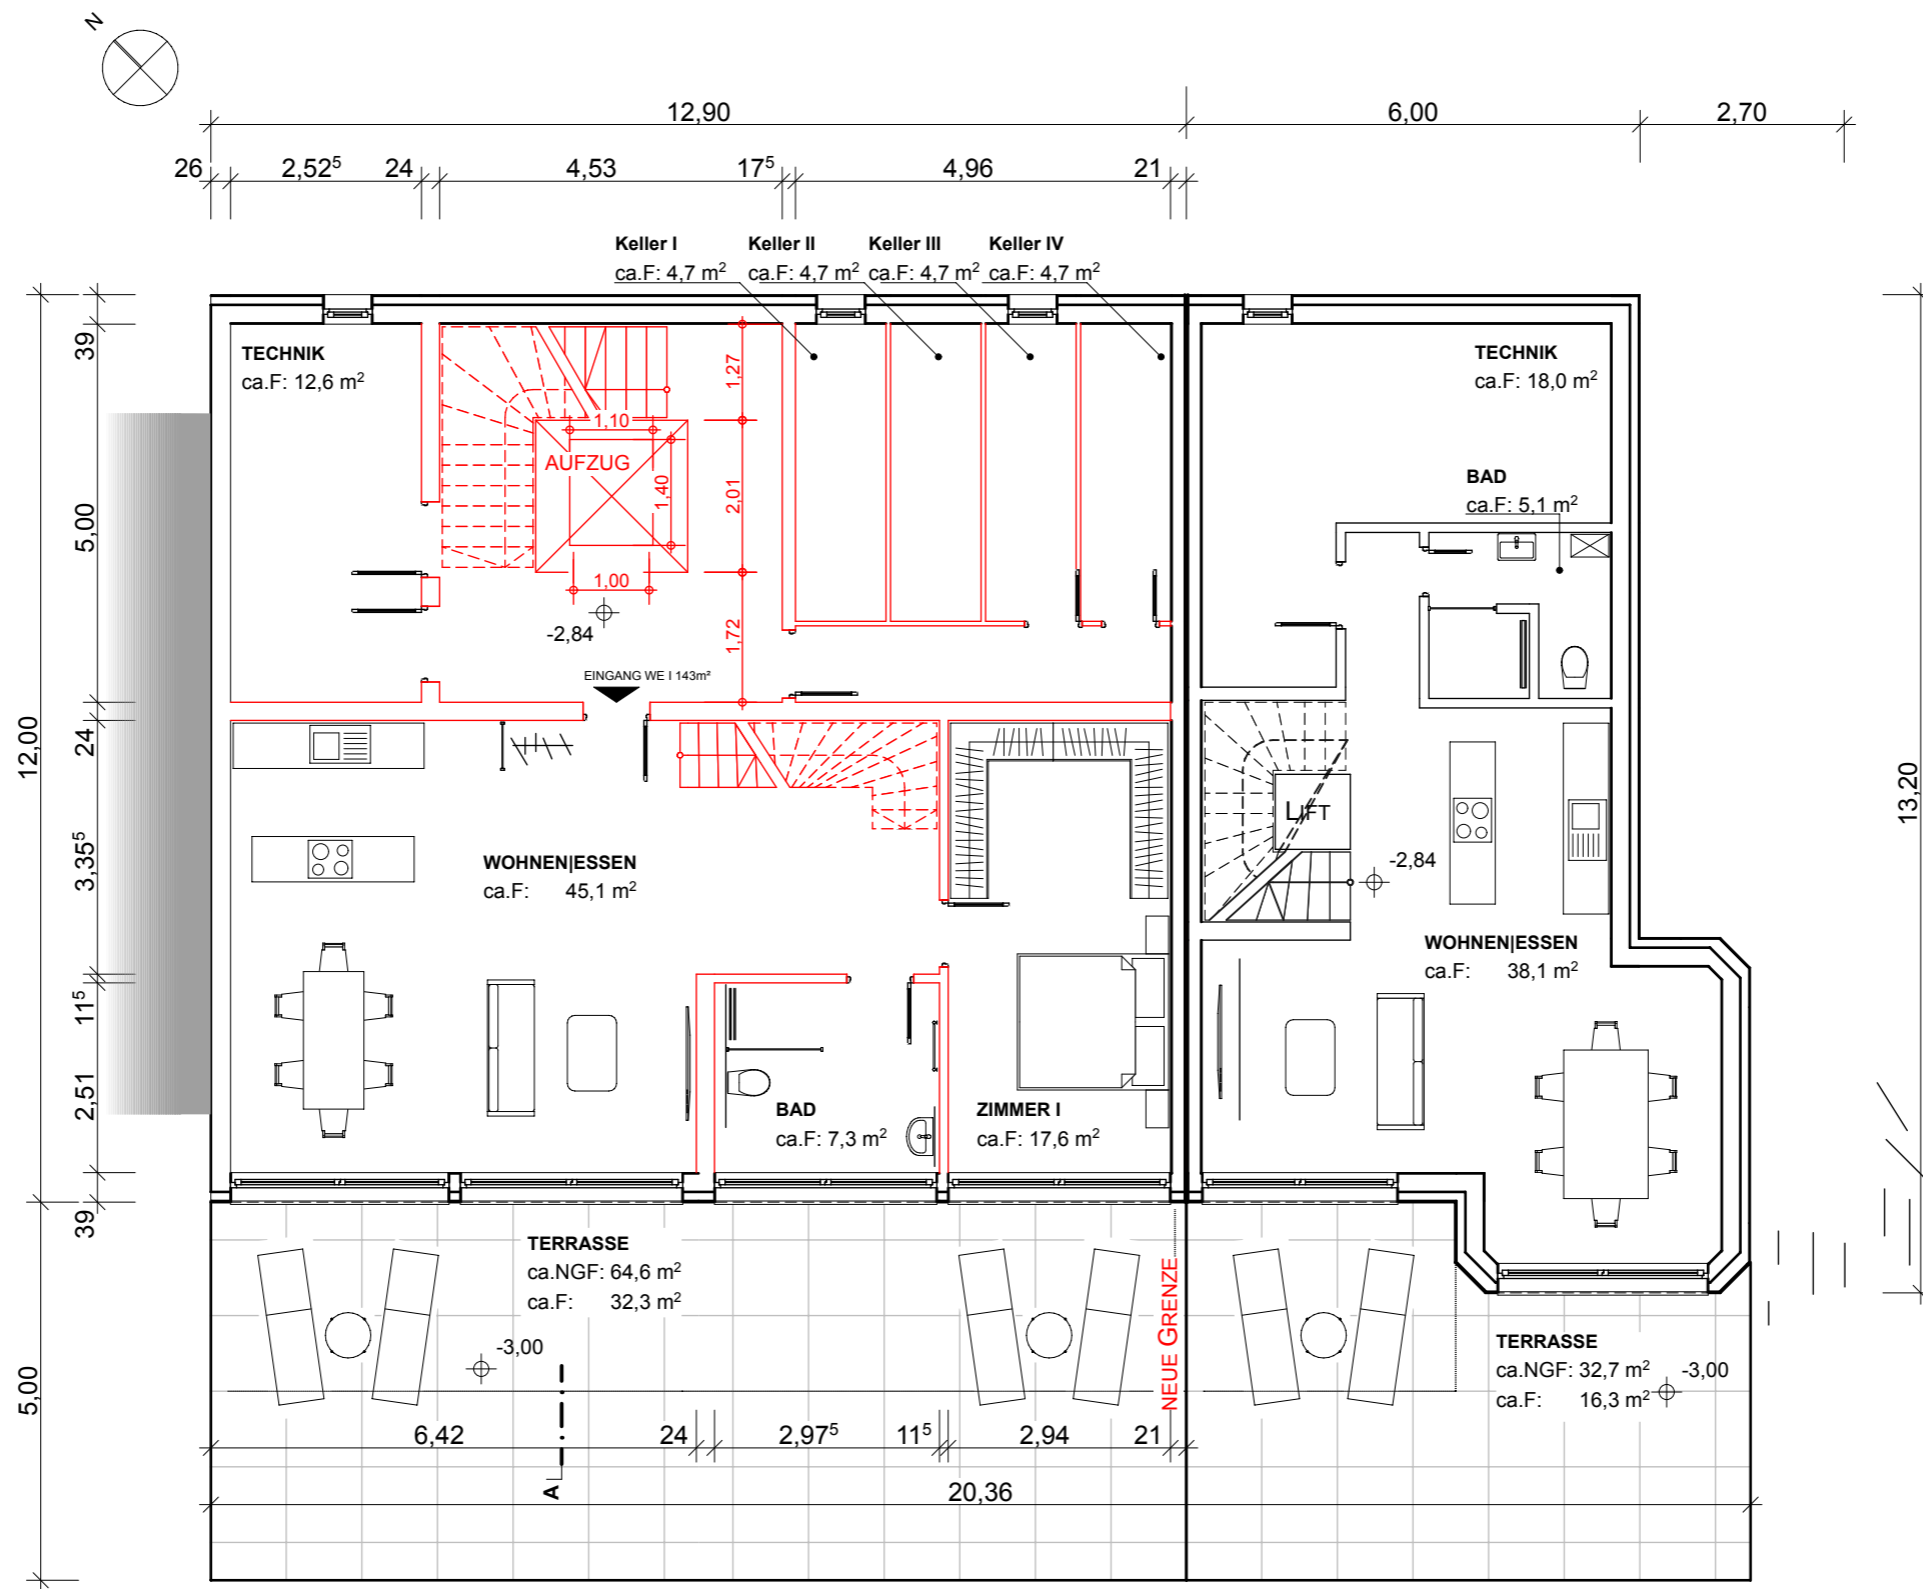 N
12,90
6,00
2,70
26
2,52⁵
24
4,53
17⁵
4,96
21
Keller I
ca.F: 4,7 m²
Keller II
ca.F: 4,7 m²
Keller III
ca.F: 4,7 m²
Keller IV
ca.F: 4,7 m²
39
5,00
24
3,35⁵
11⁵
2,51
39
12,00
5,00
13,20
TECHNIK
ca.F: 12,6 m²
1,10
AUFZUG
1,40
1,00
1,27
2,01
1,72
-2,84
EINGANG WE I 143m²
TECHNIK
ca.F: 18,0 m²
BAD
ca.F: 5,1 m²
LIFT
-2,84
WOHNEN|ESSEN
ca.F: 45,1 m²
WOHNEN|ESSEN
ca.F: 38,1 m²
BAD
ca.F: 7,3 m²
ZIMMER I
ca.F: 17,6 m²
TERRASSE
ca.NGF: 64,6 m²
ca.F: 32,3 m²
-3,00
NEUE GRENZE
TERRASSE
ca.NGF: 32,7 m²
ca.F: 16,3 m²
-3,00
6,42
24
2,97⁵
11⁵
2,94
21
A
20,36